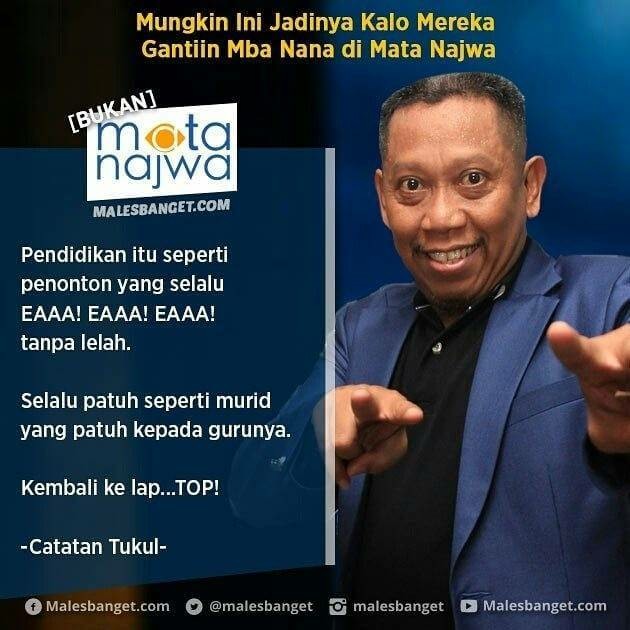 Mungkin Ini Jadinya Kalo Mereka
Gantiin Mba Nana di Mata Najwa
[BUKAN]
mata
najwa
MALESBANGET.COM
Pendidikan itu seperti
penonton yang selalu
EAAA! EAAA! EAAA!
tanpa lelah.
Selalu patuh seperti murid
yang patuh kepada gurunya.
Kembali ke lap...TOP!
-Catatan Tukul-
Malesbanget.com @malesbanget malesbanget Malesbanget.com